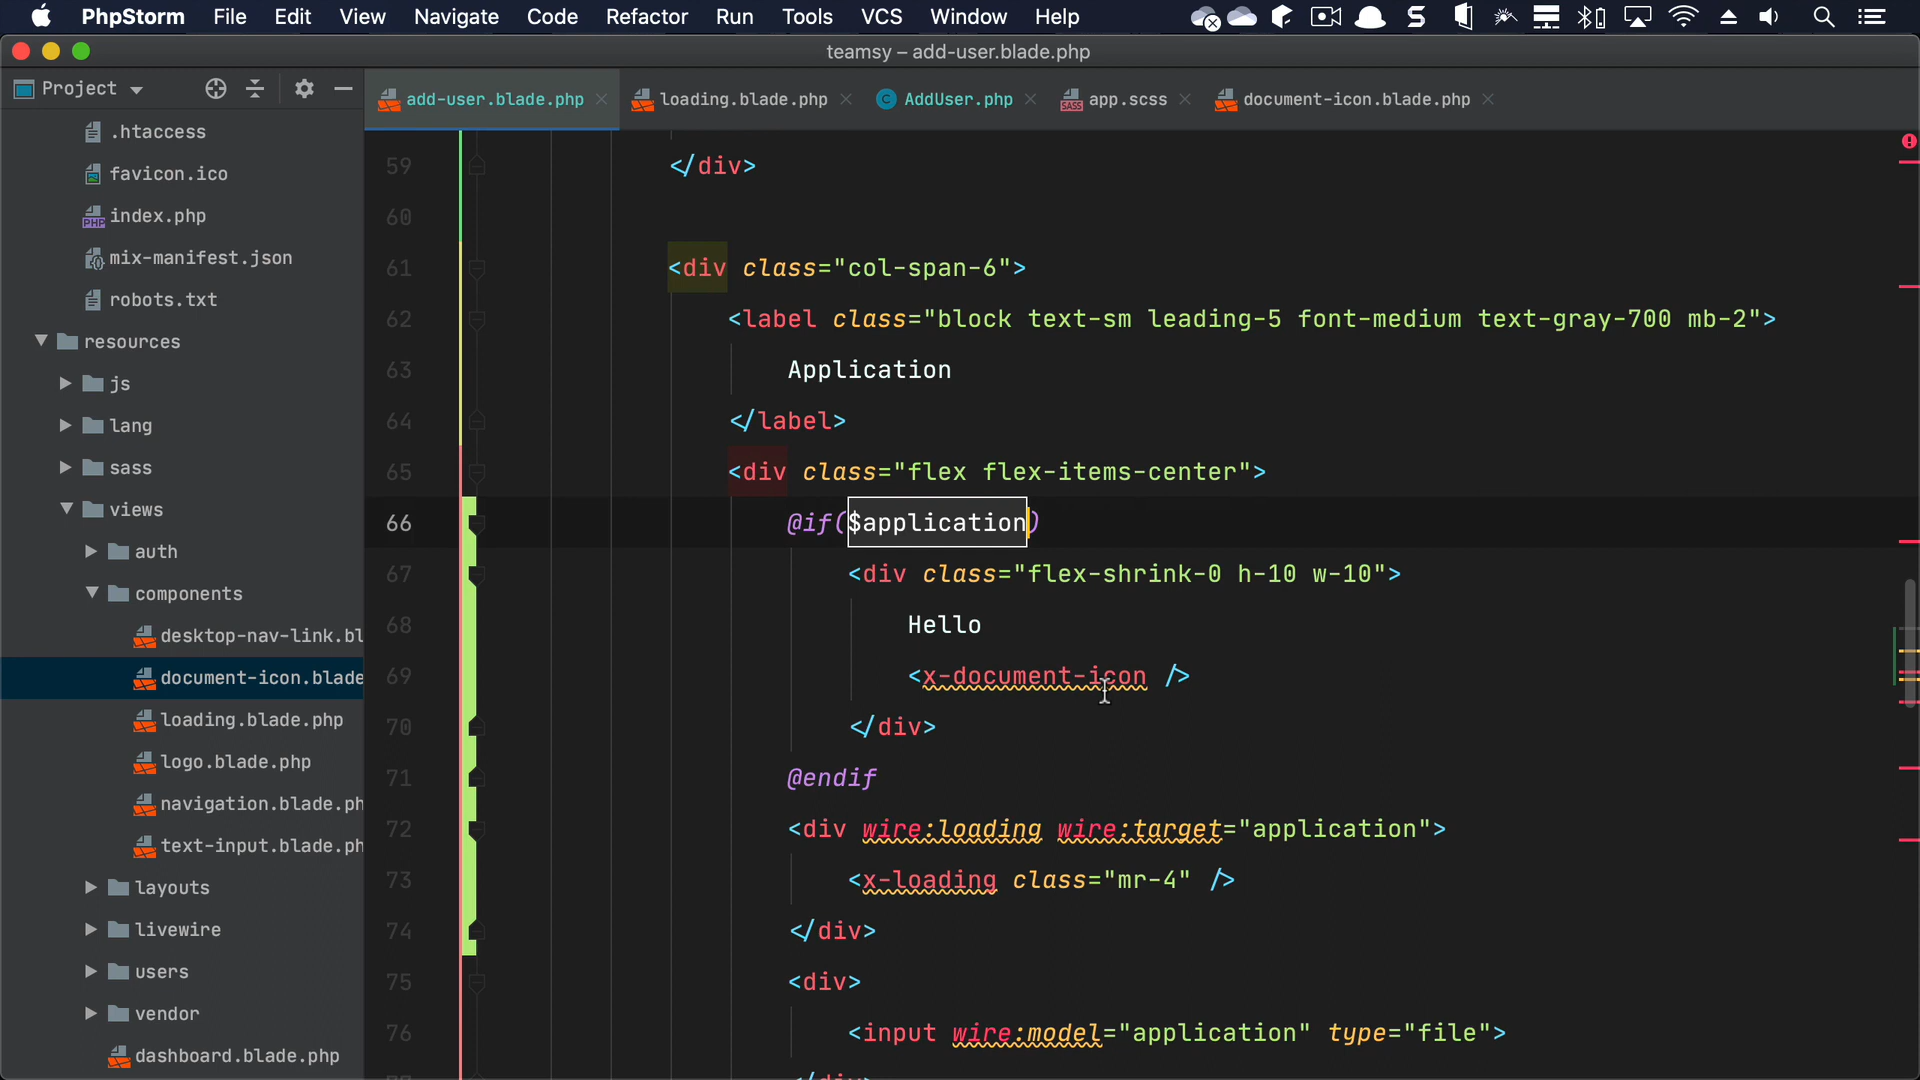 PhpStorm File Edit View Navigate Code Refactor Run Tools VCS Window Help
teamsy – add-user.blade.php
Project
add-user.blade.php loading.blade.php AddUser.php app.scss document-icon.blade.php
.htaccess
favicon.ico
index.php
mix-manifest.json
robots.txt
resources
js
lang
sass
views
auth
components
desktop-nav-link.bl
document-icon.blade
loading.blade.php
logo.blade.php
navigation.blade.ph
text-input.blade.ph
layouts
livewire
users
vendor
dashboard.blade.php
59 </div>
60
61 <div class="col-span-6">
62 <label class="block text-sm leading-5 font-medium text-gray-700 mb-2">
63 Application
64 </label>
65 <div class="flex flex-items-center">
66 @if($application)
67 <div class="flex-shrink-0 h-10 w-10">
68 Hello
69 <x-document-icon />
70 </div>
71 @endif
72 <div wire:loading wire:target="application">
73 <x-loading class="mr-4" />
74 </div>
75 <div>
76 <input wire:model="application" type="file">